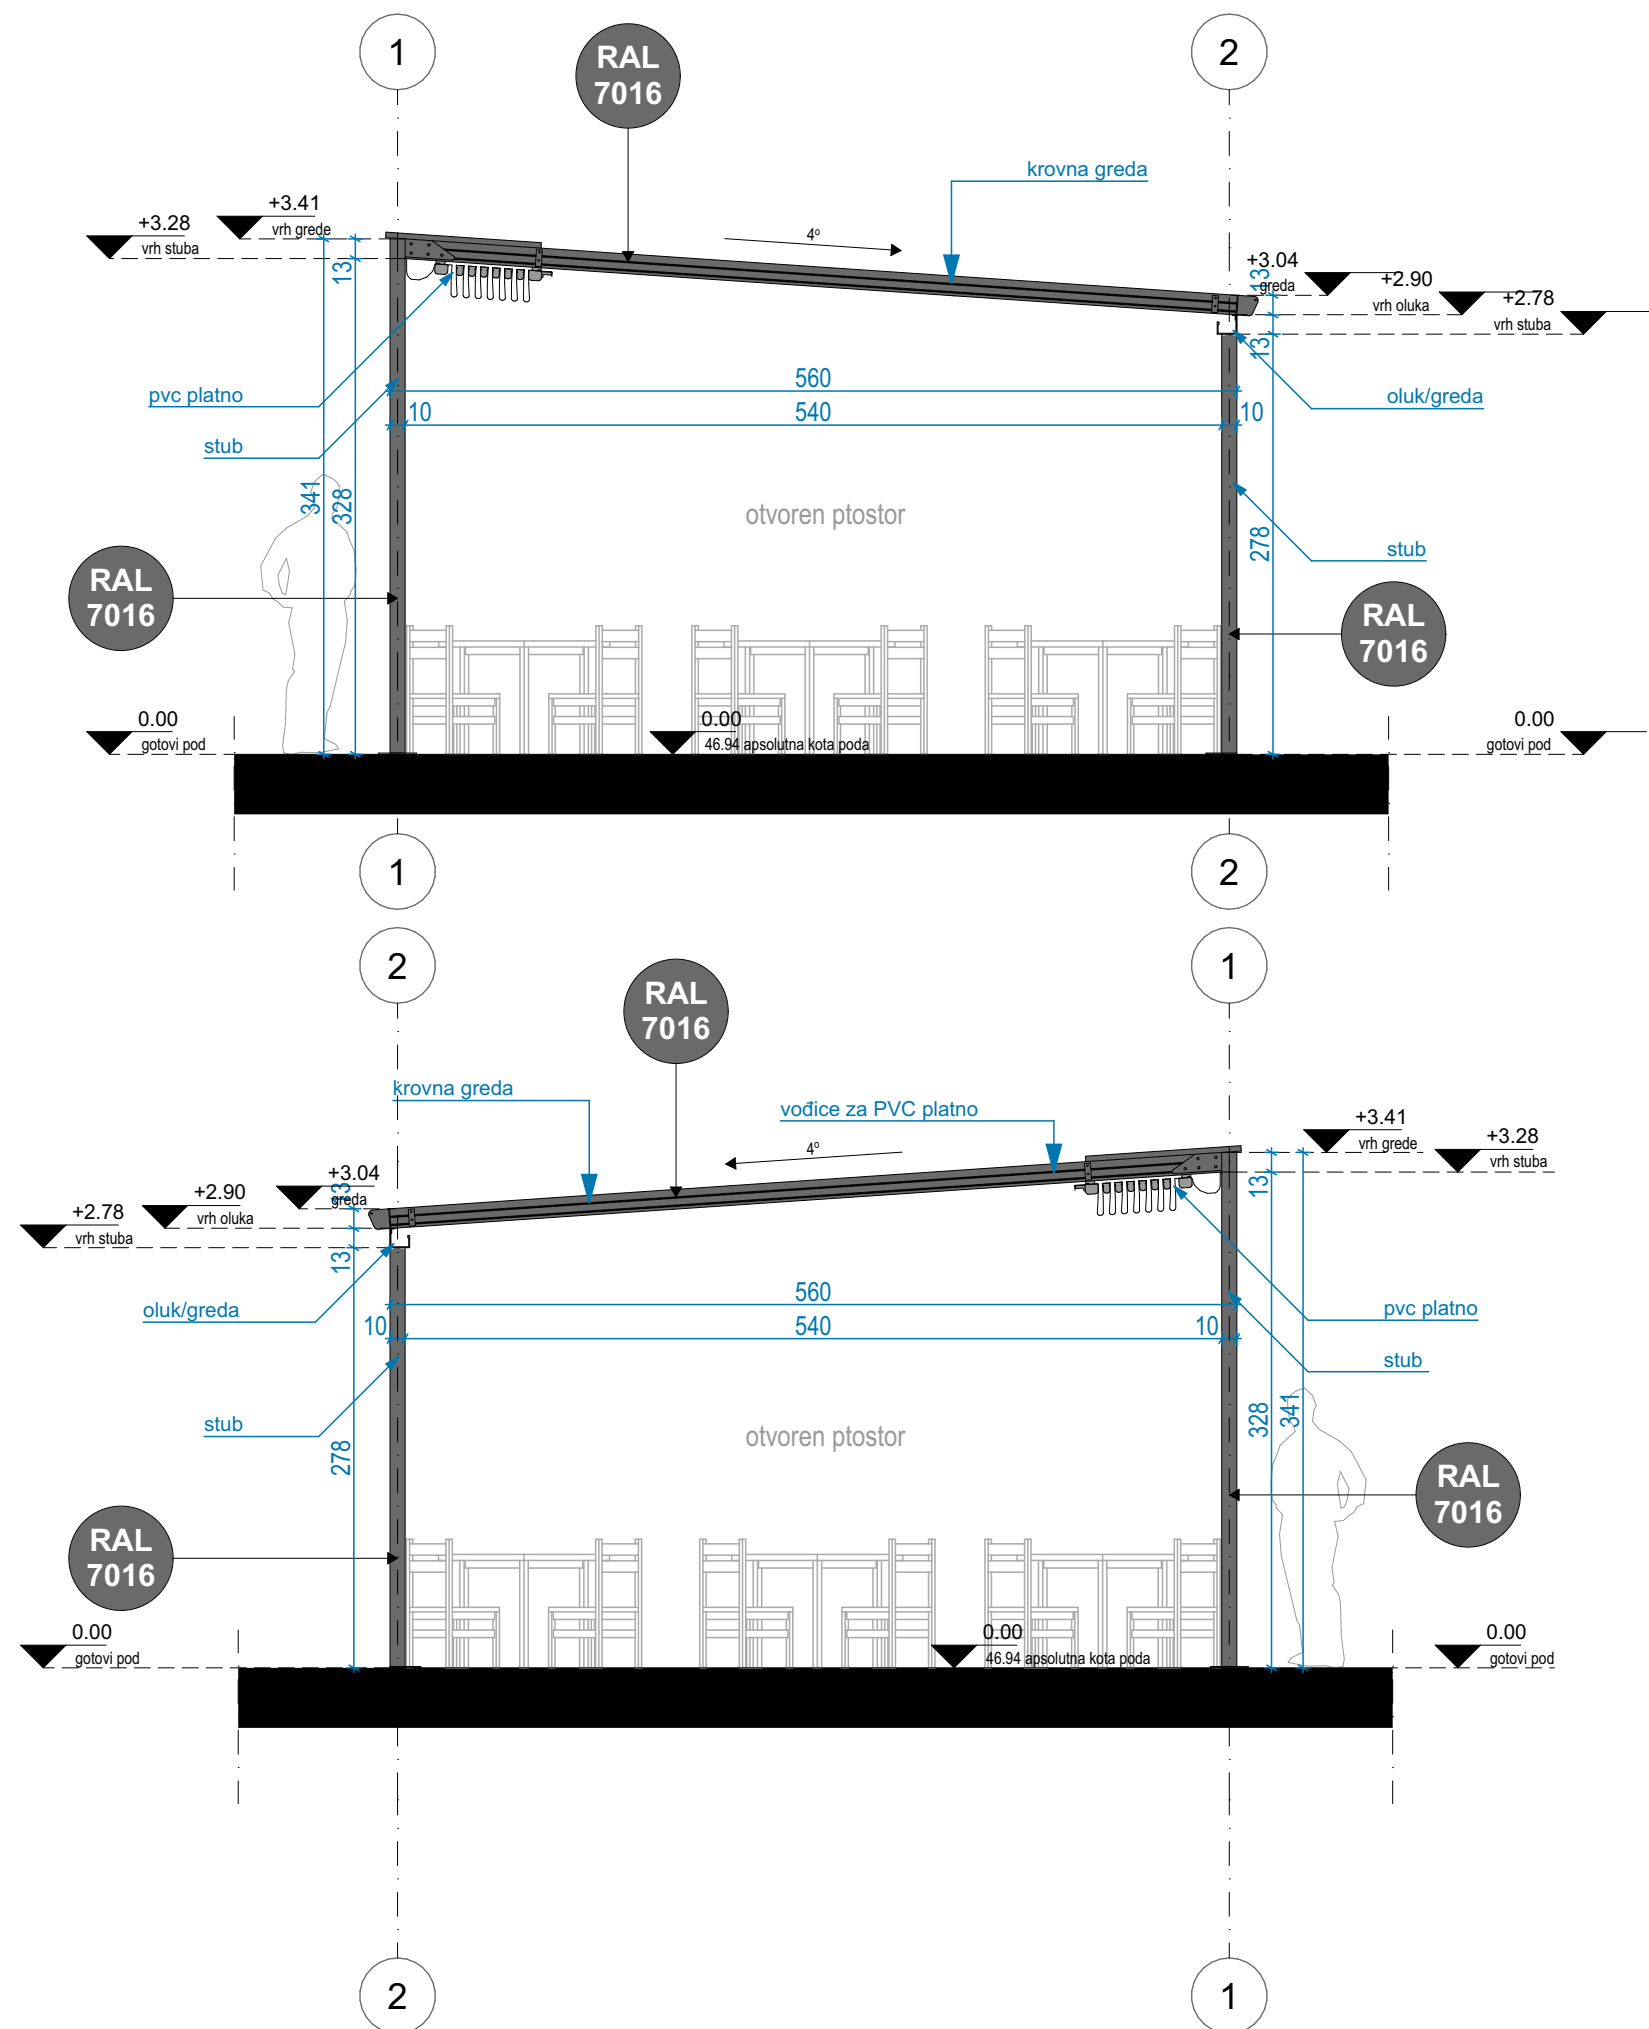 1
2
RAL
7016
krovna greda
+3.41
vrh grede
+3.28
vrh stuba
4º
+3.04
greda
+2.90
vrh oluka
+2.78
vrh stuba
13
13
13
560
pvc platno
oluk/greda
10
540
10
stub
341
328
otvoren ptostor
278
stub
RAL
7016
RAL
7016
0.00
gotovi pod
0.00
46.94 apsolutna kota poda
0.00
gotovi pod
1
2
2
1
RAL
7016
krovna greda
vođice za PVC platno
+3.41
vrh grede
+3.28
vrh stuba
4º
+3.04
greda
+2.90
vrh oluka
+2.78
vrh stuba
13
13
13
560
oluk/greda
pvc platno
10
540
10
stub
stub
328
341
278
otvoren ptostor
RAL
7016
RAL
7016
0.00
gotovi pod
0.00
46.94 apsolutna kota poda
0.00
gotovi pod
2
1